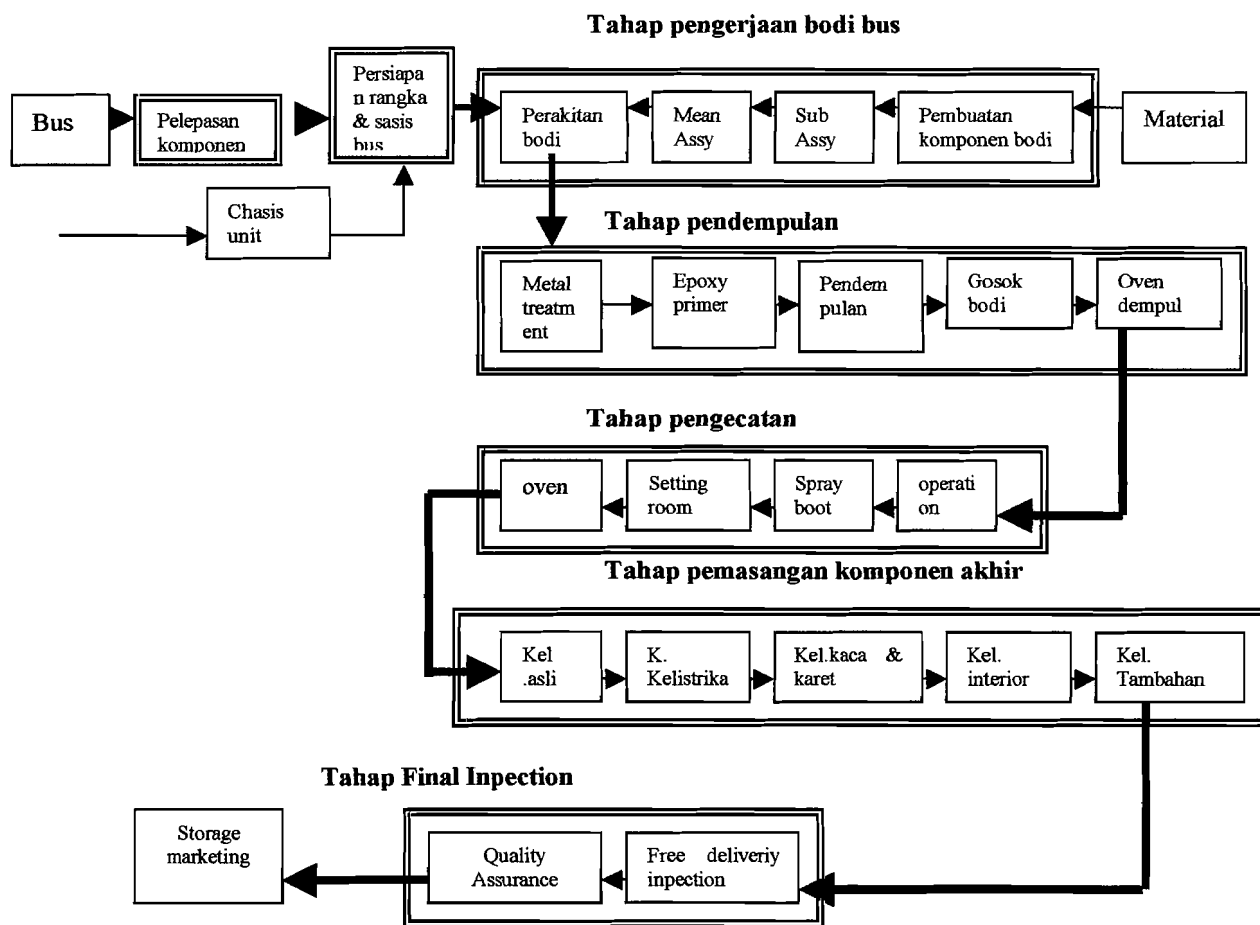 Tahap pengerjaan bodi bus
Bus
Pelepasan
komponen
Persiapa
n rangka
& sasis
bus
Perakitan
bodi
Mean
Assy
Sub
Assy
Pembuatan
komponen bodi
Material
Chasis
unit
Tahap pendempulan
Metal
treatm
ent
Epoxy
primer
Pendem
pulan
Gosok
bodi
Oven
dempul
Tahap pengecatan
oven
Setting
room
Spray
boot
operati
on
Tahap pemasangan komponen akhir
Kel
.asli
K.
Kelistrika
Kel.kaca &
karet
Kel.
interior
Kel.
Tambahan
Tahap Final Inpection
Storage
marketing
Quality
Assurance
Free deliveriy
inpection